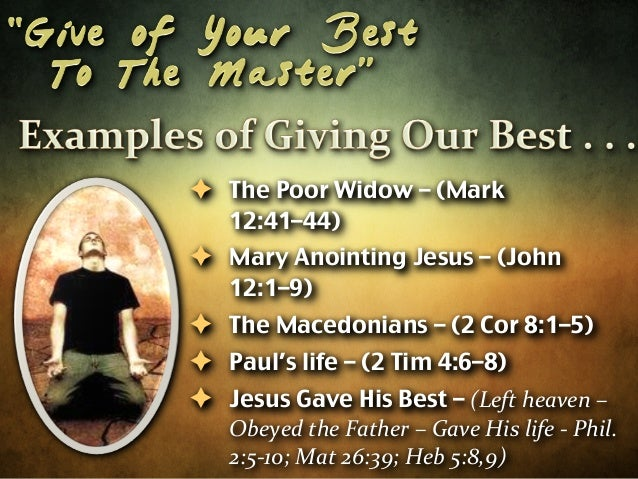 "Give of Your Best
To The Master"
Examples of Giving Our Best . . .
The Poor Widow – (Mark
12:41–44)
Mary Anointing Jesus – (John
12:1–9)
The Macedonians – (2 Cor 8:1–5)
Paul's life – (2 Tim 4:6–8)
Jesus Gave His Best – (Left heaven –
Obeyed the Father – Gave His life - Phil.
2:5-10; Mat 26:39; Heb 5:8,9)